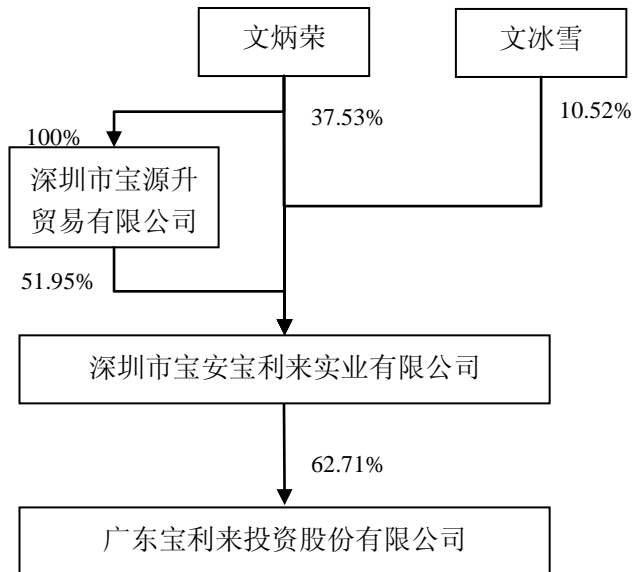 文炳荣
文冰雪
37.53%
10.52%
100%
深圳市宝源升
贸易有限公司
51.95%
深圳市宝安宝利来实业有限公司
62.71%
广东宝利来投资股份有限公司